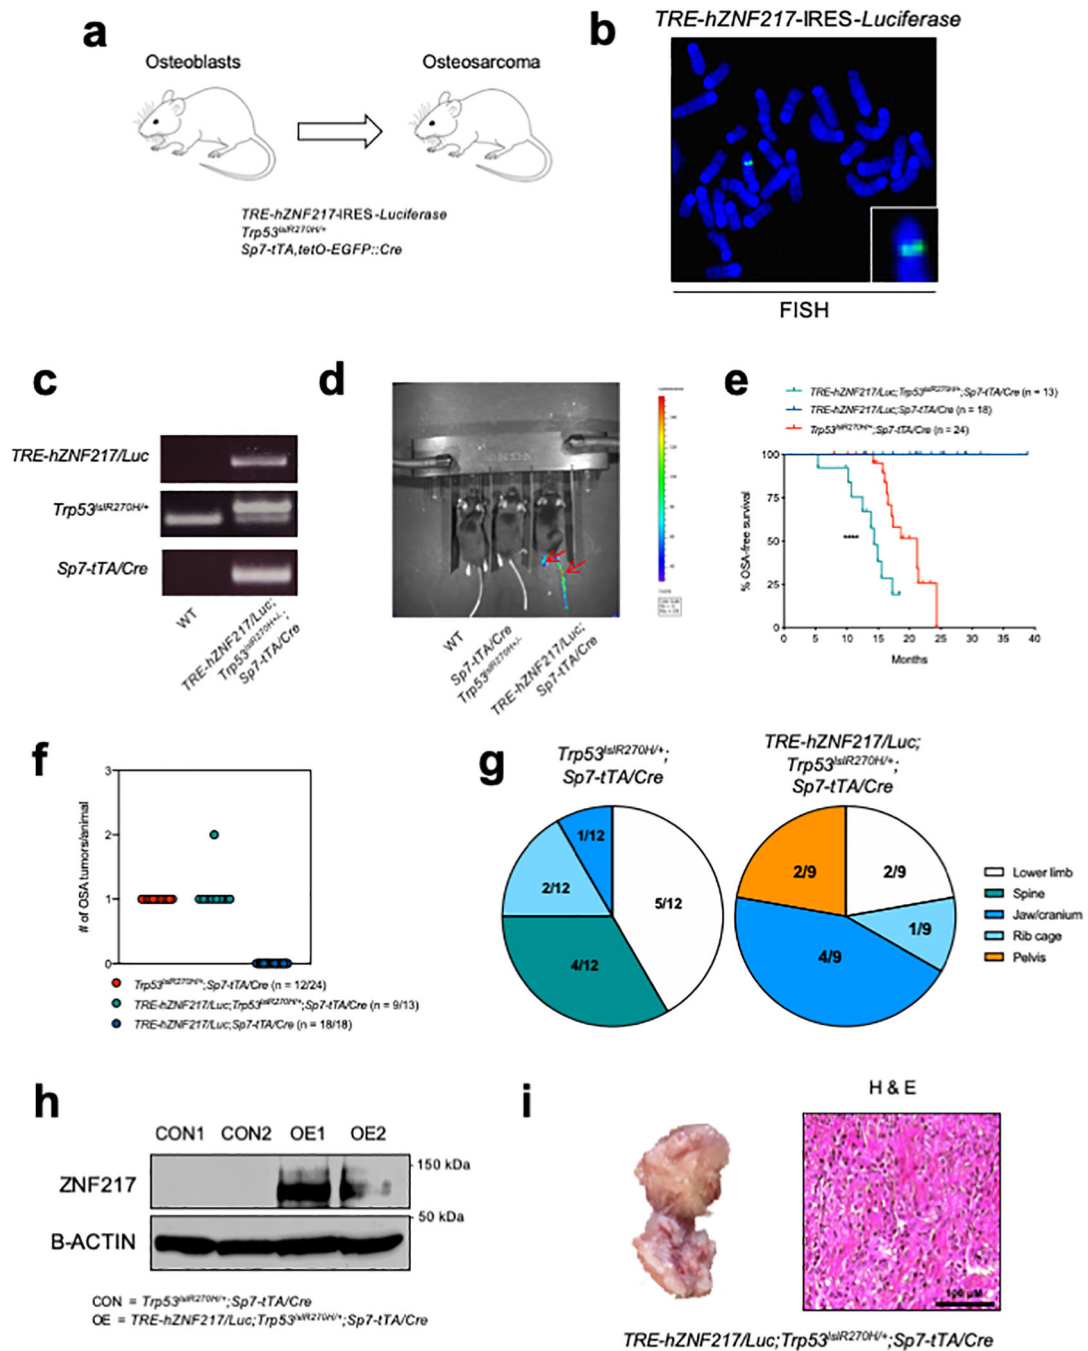 a
Osteoblasts
Osteosarcoma
TRE-hZNF217-IRES-Luciferase
Trp53lslR270H/+
Sp7-tTA,tetO-EGFP::Cre
b
TRE-hZNF217-IRES-Luciferase
FISH
c
TRE-hZNF217/Luc
Trp53lslR270H/+
Sp7-tTA/Cre
WT
TRE-hZNF217/Luc;
Trp53lslR270H+/-;
Sp7-tTA/Cre
d
WT
Sp7-tTA/Cre
Trp53lslR270H+/-
TRE-hZNF217/Luc;
Sp7-tTA/Cre
e
TRE-hZNF217/Luc;Trp53lslR270H/+;Sp7-tTA/Cre (n = 13)
TRE-hZNF217/Luc;Sp7-tTA/Cre (n = 18)
Trp53lslR270H/+;Sp7-tTA/Cre (n = 24)
% OSA-free survival
100
75
50
25
0
****
0 5 10 15 20 25 30 35 40
Months
f
# of OSA tumors/animal
3
2
1
0
Trp53lslR270H/+;Sp7-tTA/Cre (n = 12/24)
TRE-hZNF217/Luc;Trp53lslR270H/+;Sp7-tTA/Cre (n = 9/13)
TRE-hZNF217/Luc;Sp7-tTA/Cre (n = 18/18)
g
Trp53lslR270H/+;
Sp7-tTA/Cre
1/12
2/12
5/12
4/12
TRE-hZNF217/Luc;
Trp53lslR270H/+;
Sp7-tTA/Cre
2/9
2/9
1/9
4/9
Lower limb
Spine
Jaw/cranium
Rib cage
Pelvis
h
CON1 CON2 OE1 OE2
ZNF217
150 kDa
50 kDa
B-ACTIN
CON = Trp53lslR270H/+;Sp7-tTA/Cre
OE = TRE-hZNF217/Luc;Trp53lslR270H/+;Sp7-tTA/Cre
i
H & E
100 µM
TRE-hZNF217/Luc;Trp53lslR270H/+;Sp7-tTA/Cre